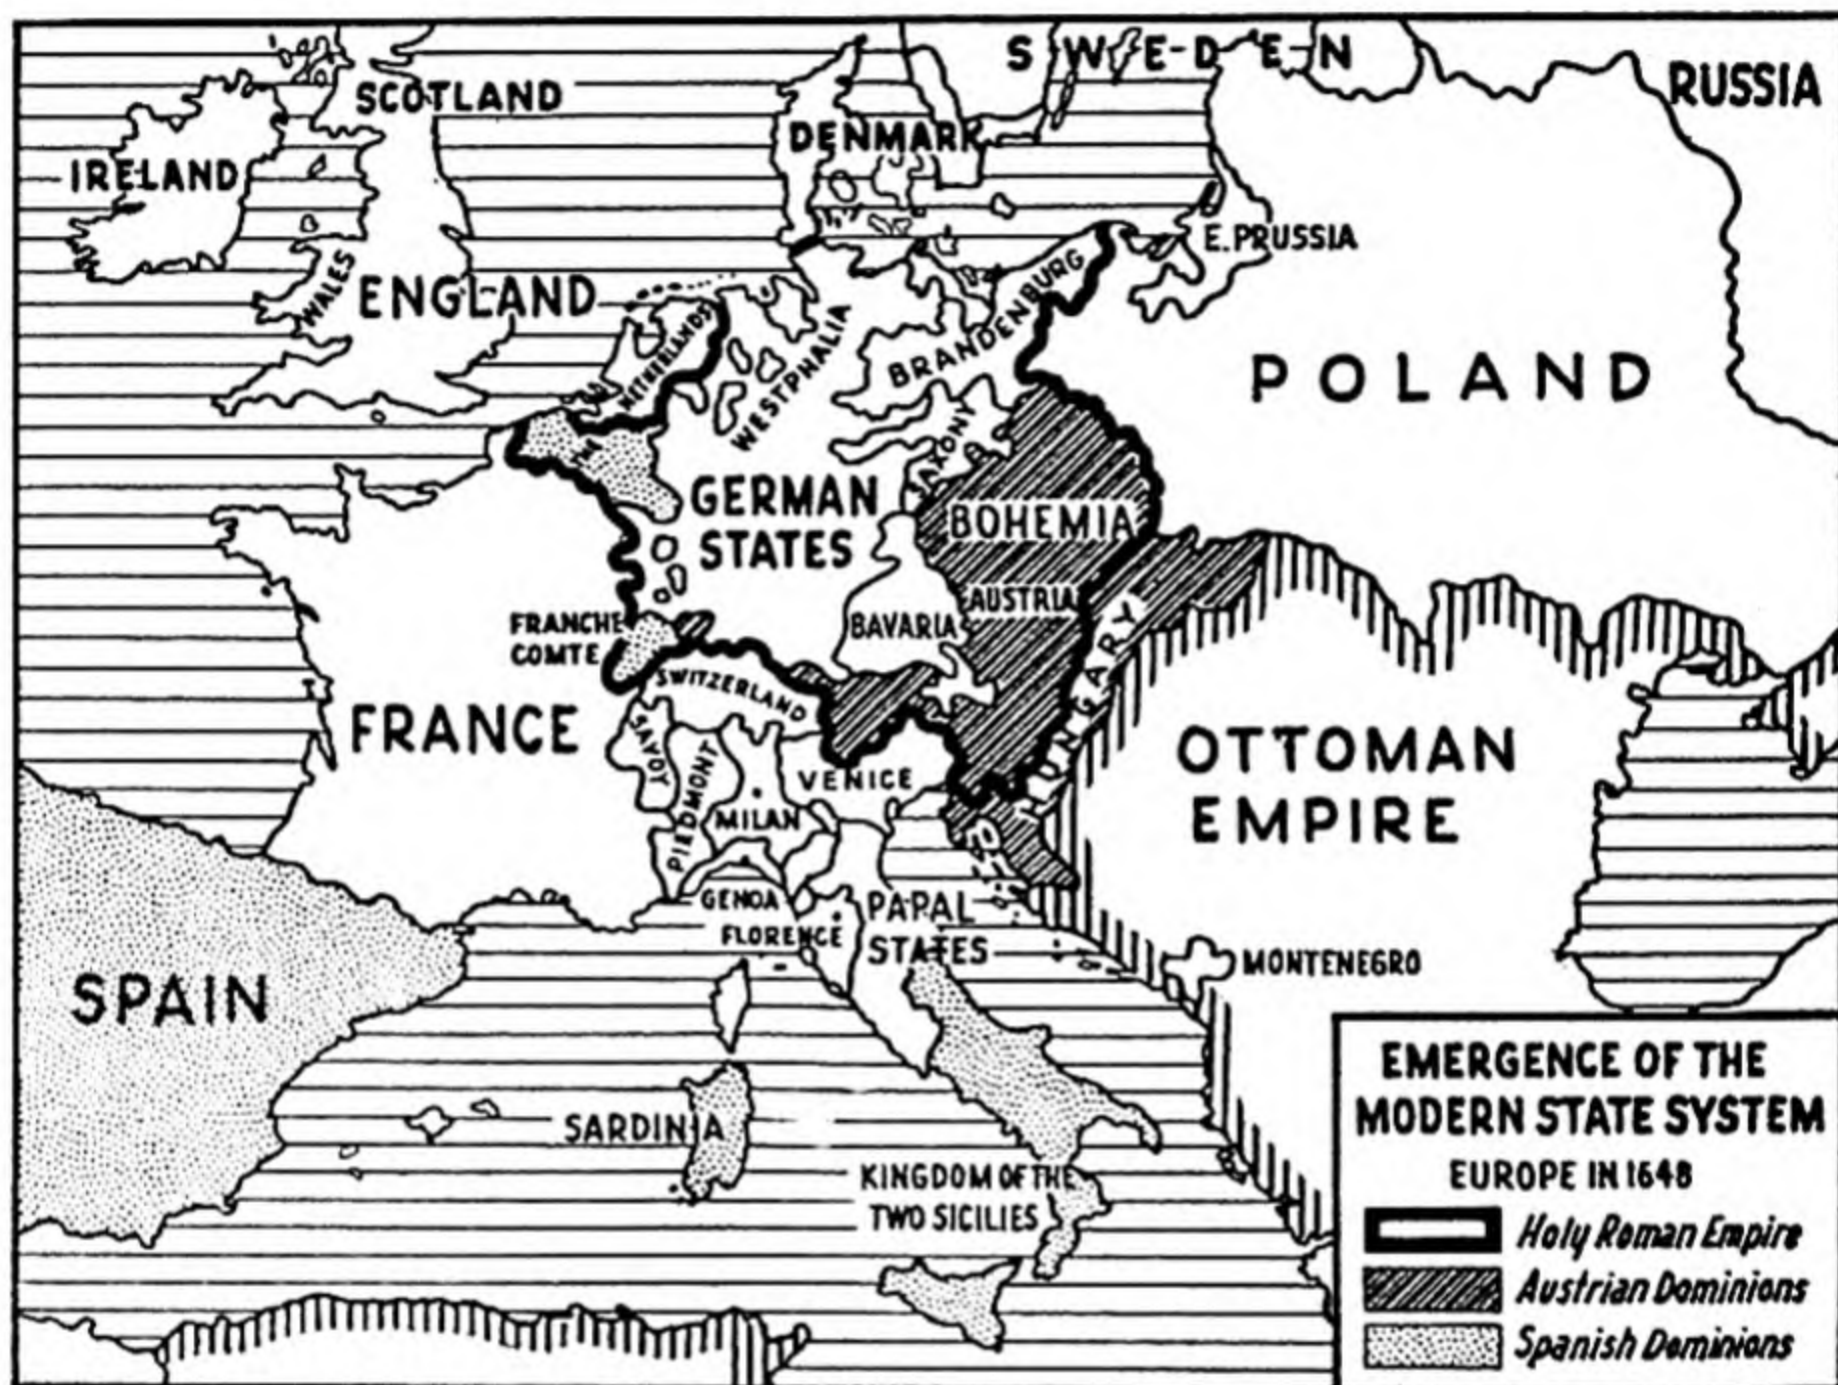 SWEDEN
RUSSIA
SCOTLAND
DENMARK
IRELAND
E. PRUSSIA
WALES
ENGLAND
NETHERLANDS
WESTPHALIA
BRANDENBURG
POLAND
THE
SAXONY
GERMAN
STATES
BOHEMIA
AUSTRIA
FRANCHE
COMTE
BAVARIA
HUNGARY
SWITZERLAND
FRANCE
SAVOY
PIEDMONT
VENICE
MILAN
OTTOMAN
EMPIRE
GENOA
FLORENCE
PAPAL
STATES
MONTENEGRO
SPAIN
SARDINIA
KINGDOM OF THE
TWO SICILIES
EMERGENCE OF THE
MODERN STATE SYSTEM
EUROPE IN 1648
Holy Roman Empire
Austrian Dominions
Spanish Dominions